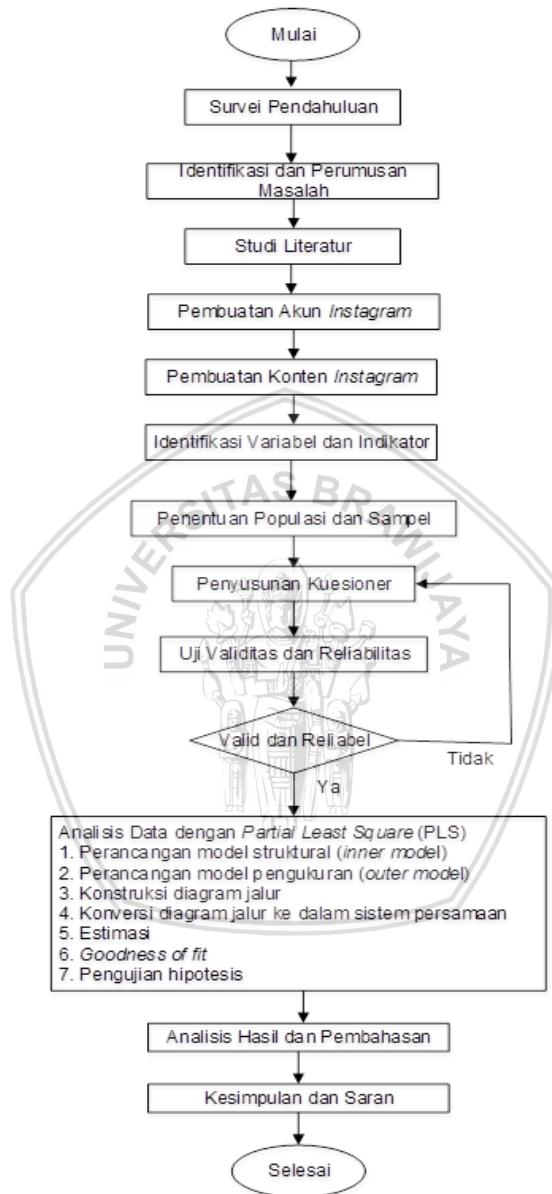 Mulai
Survei Pendahuluan
Identifikasi dan Perumusan
Masalah
Studi Literatur
Pembuatan Akun Instagram
Pembuatan Konten Instagram
Identifikasi Variabel dan Indikator
UNIVERSITAS BRAWIJAYA
Penentuan Populasi dan Sampel
Penyusunan Kuesioner
Uji Validitas dan Reliabilitas
Valid dan Reliabel
Tidak
Ya
Analisis Data dengan Partial Least Square (PLS)
1. Perancangan model struktural (inner model)
2. Perancangan model pengukuran (outer model)
3. Konstruksi diagram jalur
4. Konversi diagram jalur ke dalam sistem persamaan
5. Estimasi
6. Goodness of fit
7. Pengujian hipotesis
Analisis Hasil dan Pembahasan
Kesimpulan dan Saran
Selesai